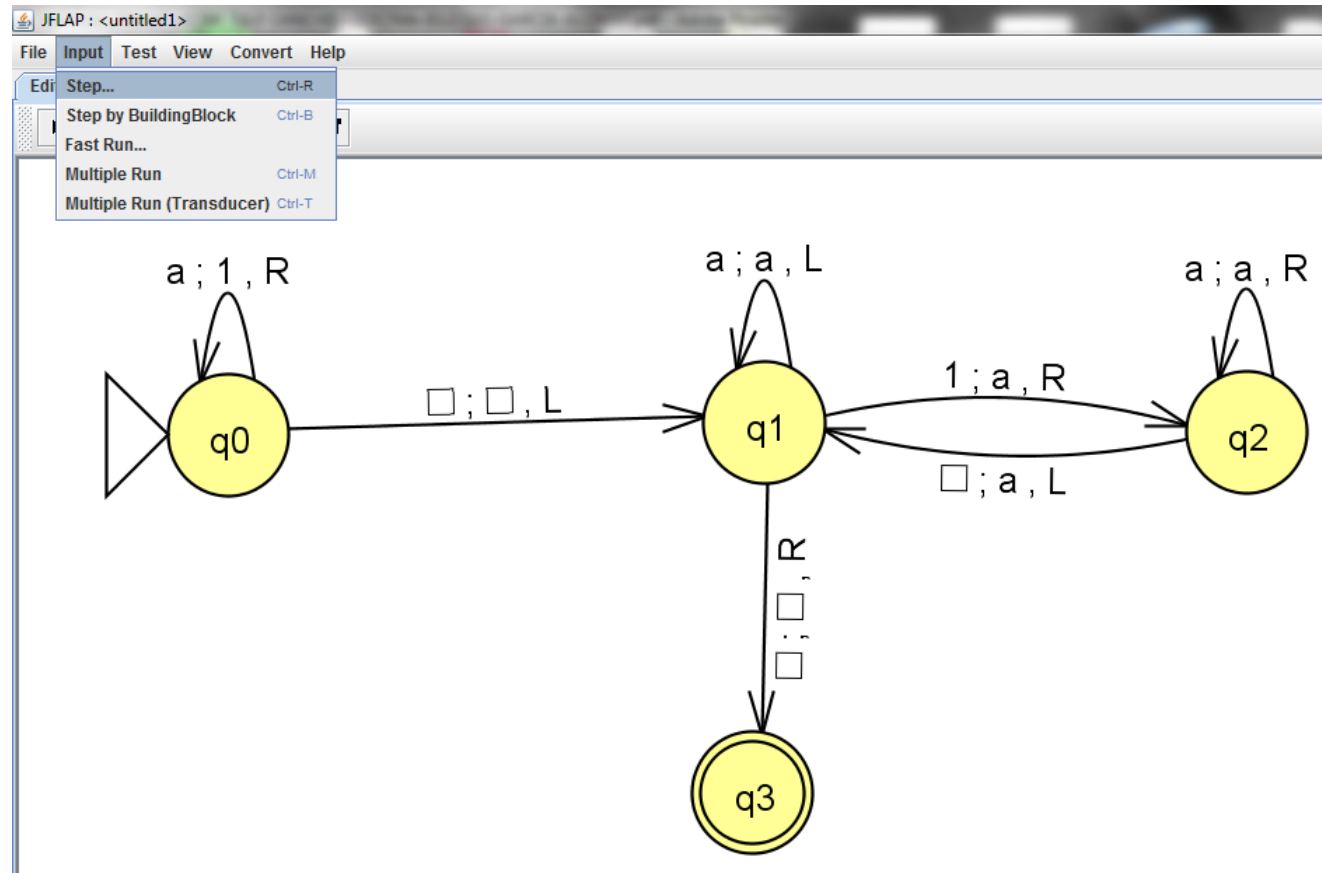 JFLAP : <untitled1>
File Input Test View Convert Help
Edi
Step... Ctrl-R
Step by BuildingBlock Ctrl-B
Fast Run...
Multiple Run Ctrl-M
Multiple Run (Transducer) Ctrl-T
a ; 1 , R
a ; a , L
a ; a , R
□ ; □ , L
1 ; a , R
q0
q1
q2
□ ; a , L
□ ; □ , R
q3